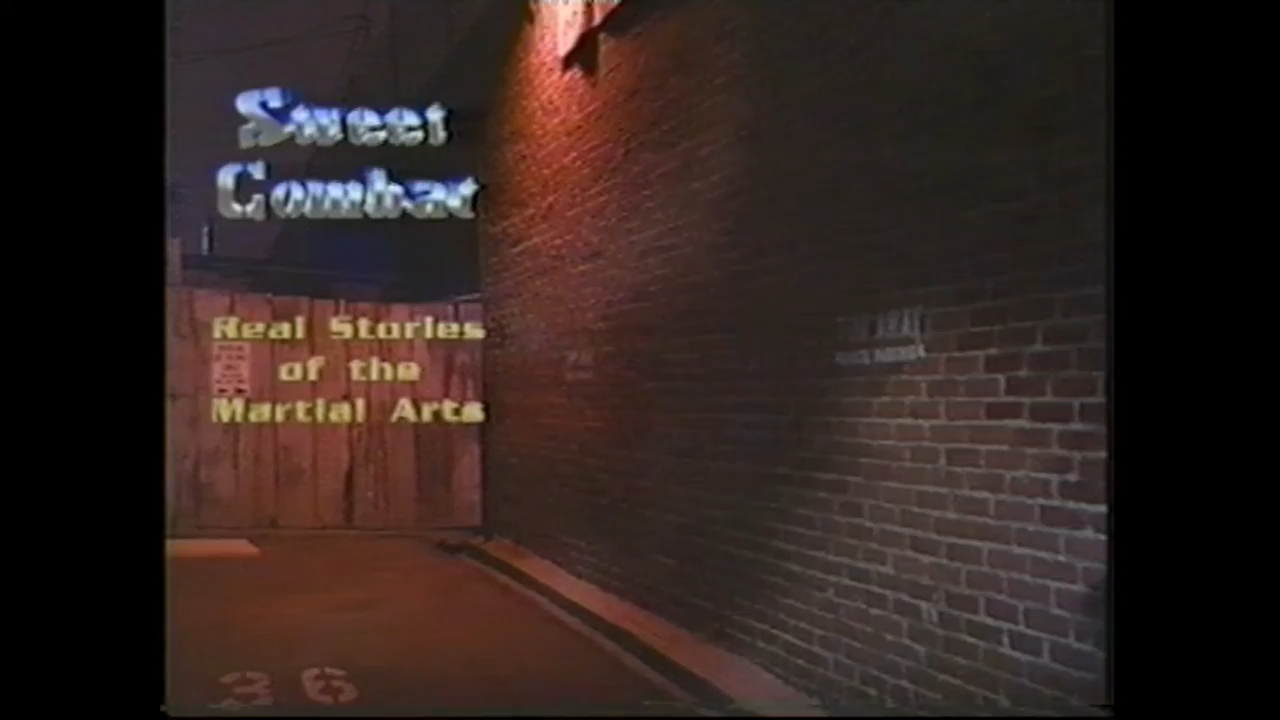 Sweet
Combat
Real Stories
of the
Martial Arts
36